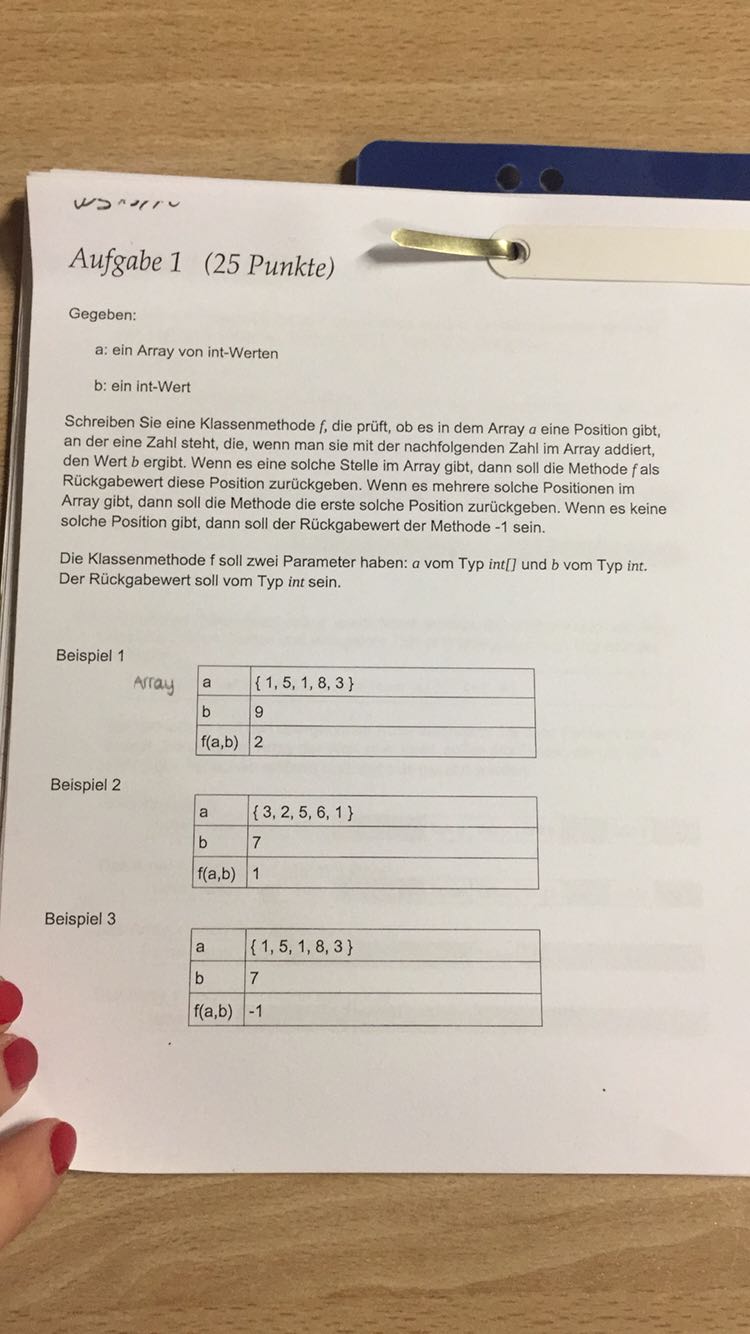 Aufgabe 1 (25 Punkte)
Gegeben:
a: ein Array von int-Werten
b: ein int-Wert
Schreiben Sie eine Klassenmethode f, die prüft, ob es in dem Array a eine Position gibt,
an der eine Zahl steht, die, wenn man sie mit der nachfolgenden Zahl im Array addiert,
den Wert b ergibt. Wenn es eine solche Stelle im Array gibt, dann soll die Methode f als
Rückgabewert diese Position zurückgeben. Wenn es mehrere solche Positionen im
Array gibt, dann soll die Methode die erste solche Position zurückgeben. Wenn es keine
solche Position gibt, dann soll der Rückgabewert der Methode -1 sein.
Die Klassenmethode f soll zwei Parameter haben: a vom Typ int[] und b vom Typ int.
Der Rückgabewert soll vom Typ int sein.
Beispiel 1
Array a { 1, 5, 1, 8, 3 }
b 9
f(a,b) 2
Beispiel 2
a { 3, 2, 5, 6, 1 }
b 7
f(a,b) 1
Beispiel 3
a { 1, 5, 1, 8, 3 }
b 7
f(a,b) -1